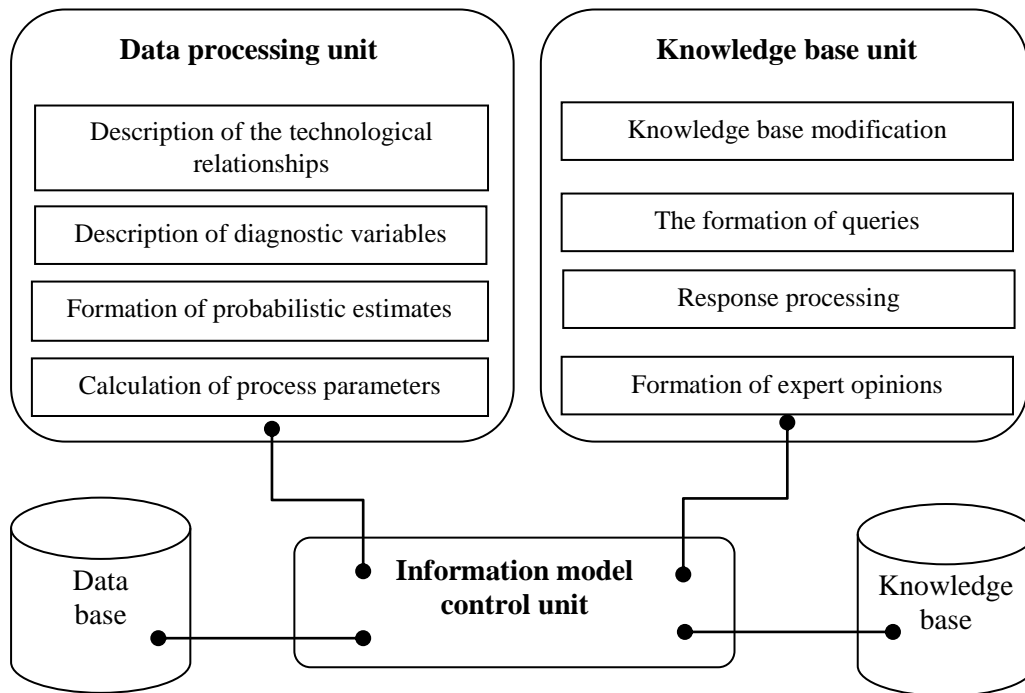 Data processing unit
Description of the technological
relationships
Description of diagnostic variables
Formation of probabilistic estimates
Calculation of process parameters
Knowledge base unit
Knowledge base modification
The formation of queries
Response processing
Formation of expert opinions
Data
base
Information model
control unit
Knowledge
base